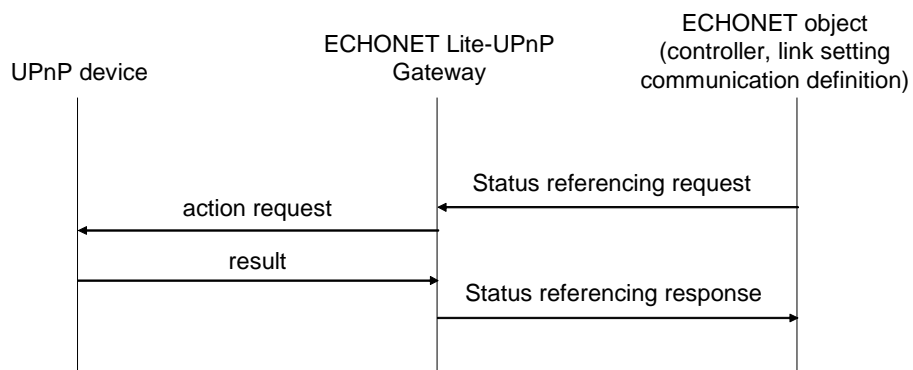 UPnP device
ECHONET Lite-UPnP
Gateway
ECHONET object
(controller, link setting
communication definition)
Status referencing request
action request
result
Status referencing response